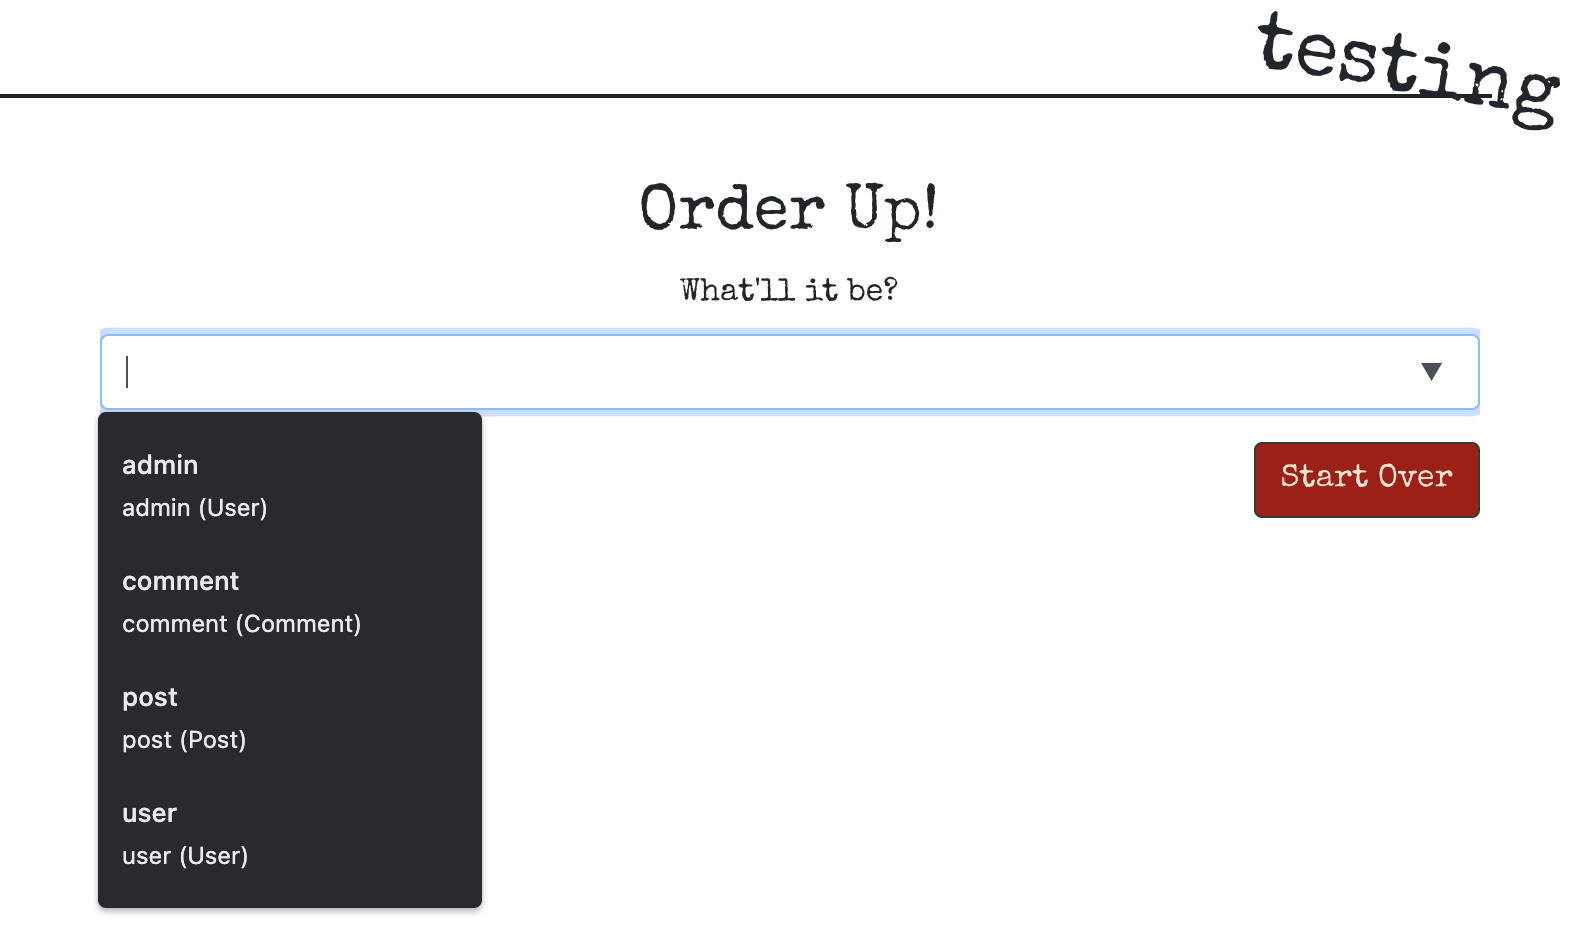 testing
Order Up!
What'll it be?
admin
admin (User)
comment
comment (Comment)
post
post (Post)
user
user (User)
Start Over